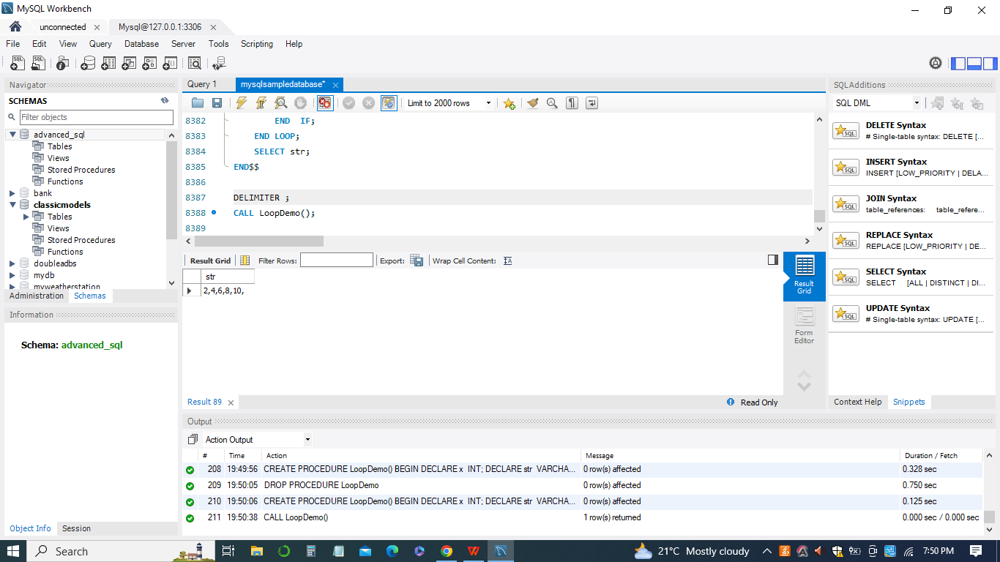 MySQL Workbench
unconnected
Mysql@127.0.0.1:3306
File Edit View Query Database Server Tools Scripting Help
Navigator
SCHEMAS
Filter objects
advanced_sql
Tables
Views
Stored Procedures
Functions
bank
classicmodels
Tables
Views
Stored Procedures
Functions
doubleadbs
mydb
myweatherstation
Administration Schemas
Information
Schema: advanced_sql
Object Info Session
Query 1
mysqlsampledatabase*
Limit to 2000 rows
8382 END IF;
8383 END LOOP;
8384 SELECT str;
8385 END$$
8386
8387 DELIMITER ;
8388 CALL LoopDemo();
8389
Result Grid Filter Rows: Export: Wrap Cell Content:
str
2,4,6,8,10,
Result Grid
Form Editor
Result 89
Read Only
SQLAdditions
SQL DML
DELETE Syntax
# Single-table syntax: DELETE [...
INSERT Syntax
INSERT [LOW_PRIORITY | DELA...
JOIN Syntax
table_references: table_refere...
REPLACE Syntax
REPLACE [LOW_PRIORITY | DE...
SELECT Syntax
SELECT [ALL | DISTINCT | DI...
UPDATE Syntax
# Single-table syntax: UPDATE [...
Context Help Snippets
Output
Action Output
# Time Action Message Duration / Fetch
208 19:49:56 CREATE PROCEDURE LoopDemo() BEGIN DECLARE x INT; DECLARE str VARCHA... 0 row(s) affected 0.328 sec
209 19:50:05 DROP PROCEDURE LoopDemo 0 row(s) affected 0.750 sec
210 19:50:06 CREATE PROCEDURE LoopDemo() BEGIN DECLARE x INT; DECLARE str VARCHA... 0 row(s) affected 0.125 sec
211 19:50:38 CALL LoopDemo() 1 row(s) returned 0.000 sec / 0.000 sec
Search
21°C Mostly cloudy
7:50 PM